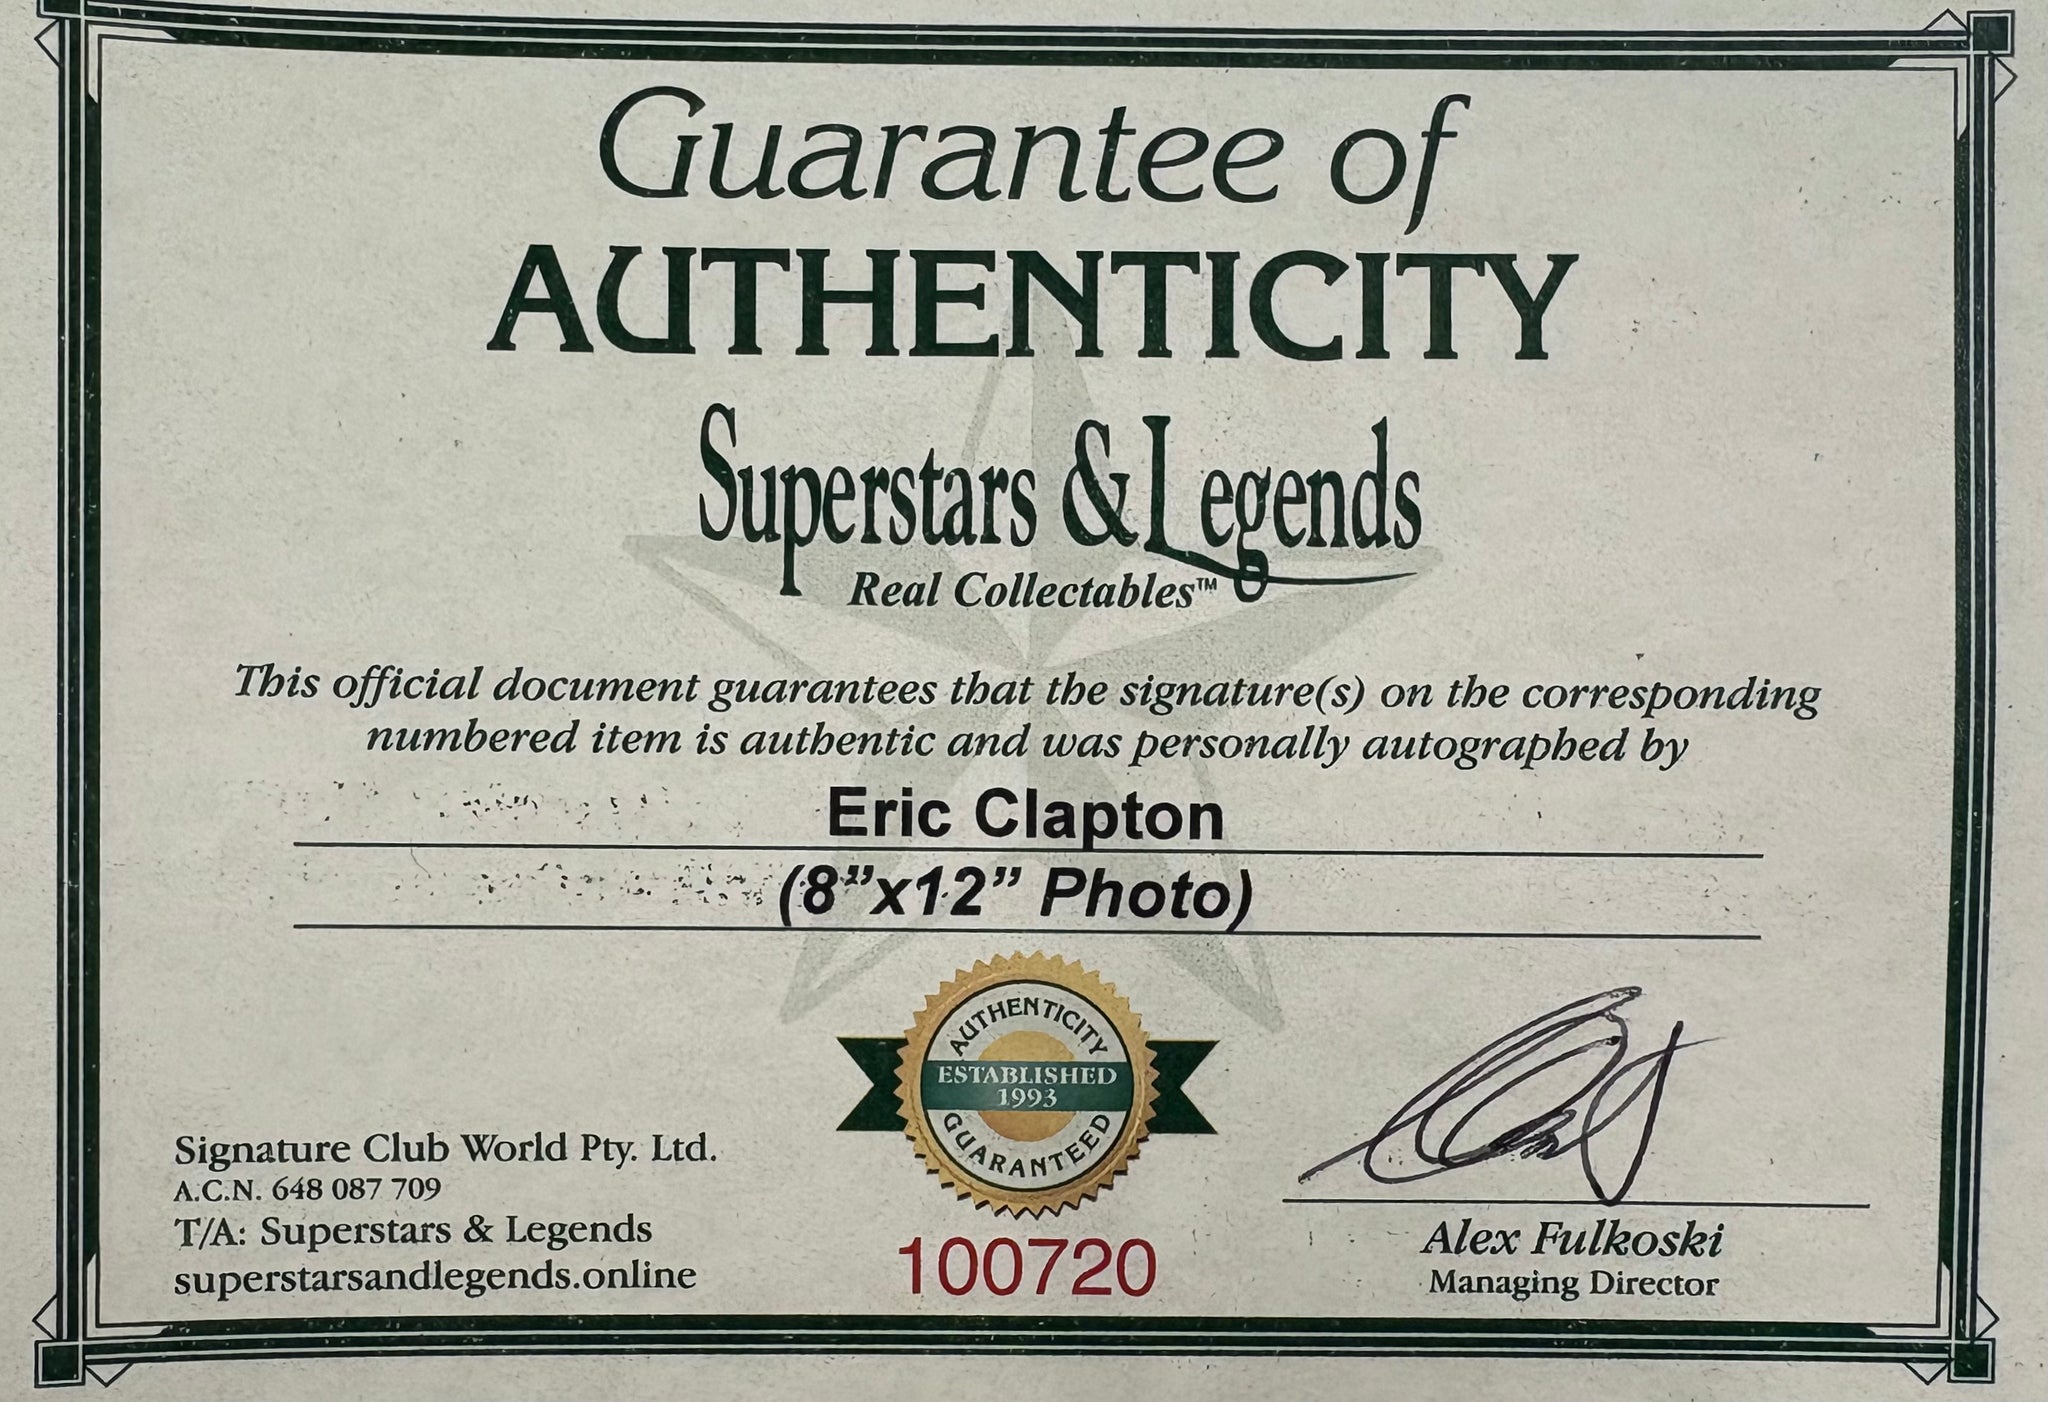 Guarantee of
AUTHENTICITY
Superstars & Legends
Real Collectables™
This official document guarantees that the signature(s) on the corresponding
numbered item is authentic and was personally autographed by
Eric Clapton
(8”x12” Photo)
AUTHENTICITY
ESTABLISHED
1993
GUARANTEED
Signature Club World Pty. Ltd.
A.C.N. 648 087 709
T/A: Superstars & Legends
superstarsandlegends.online
100720
Alex Fulkoski
Managing Director